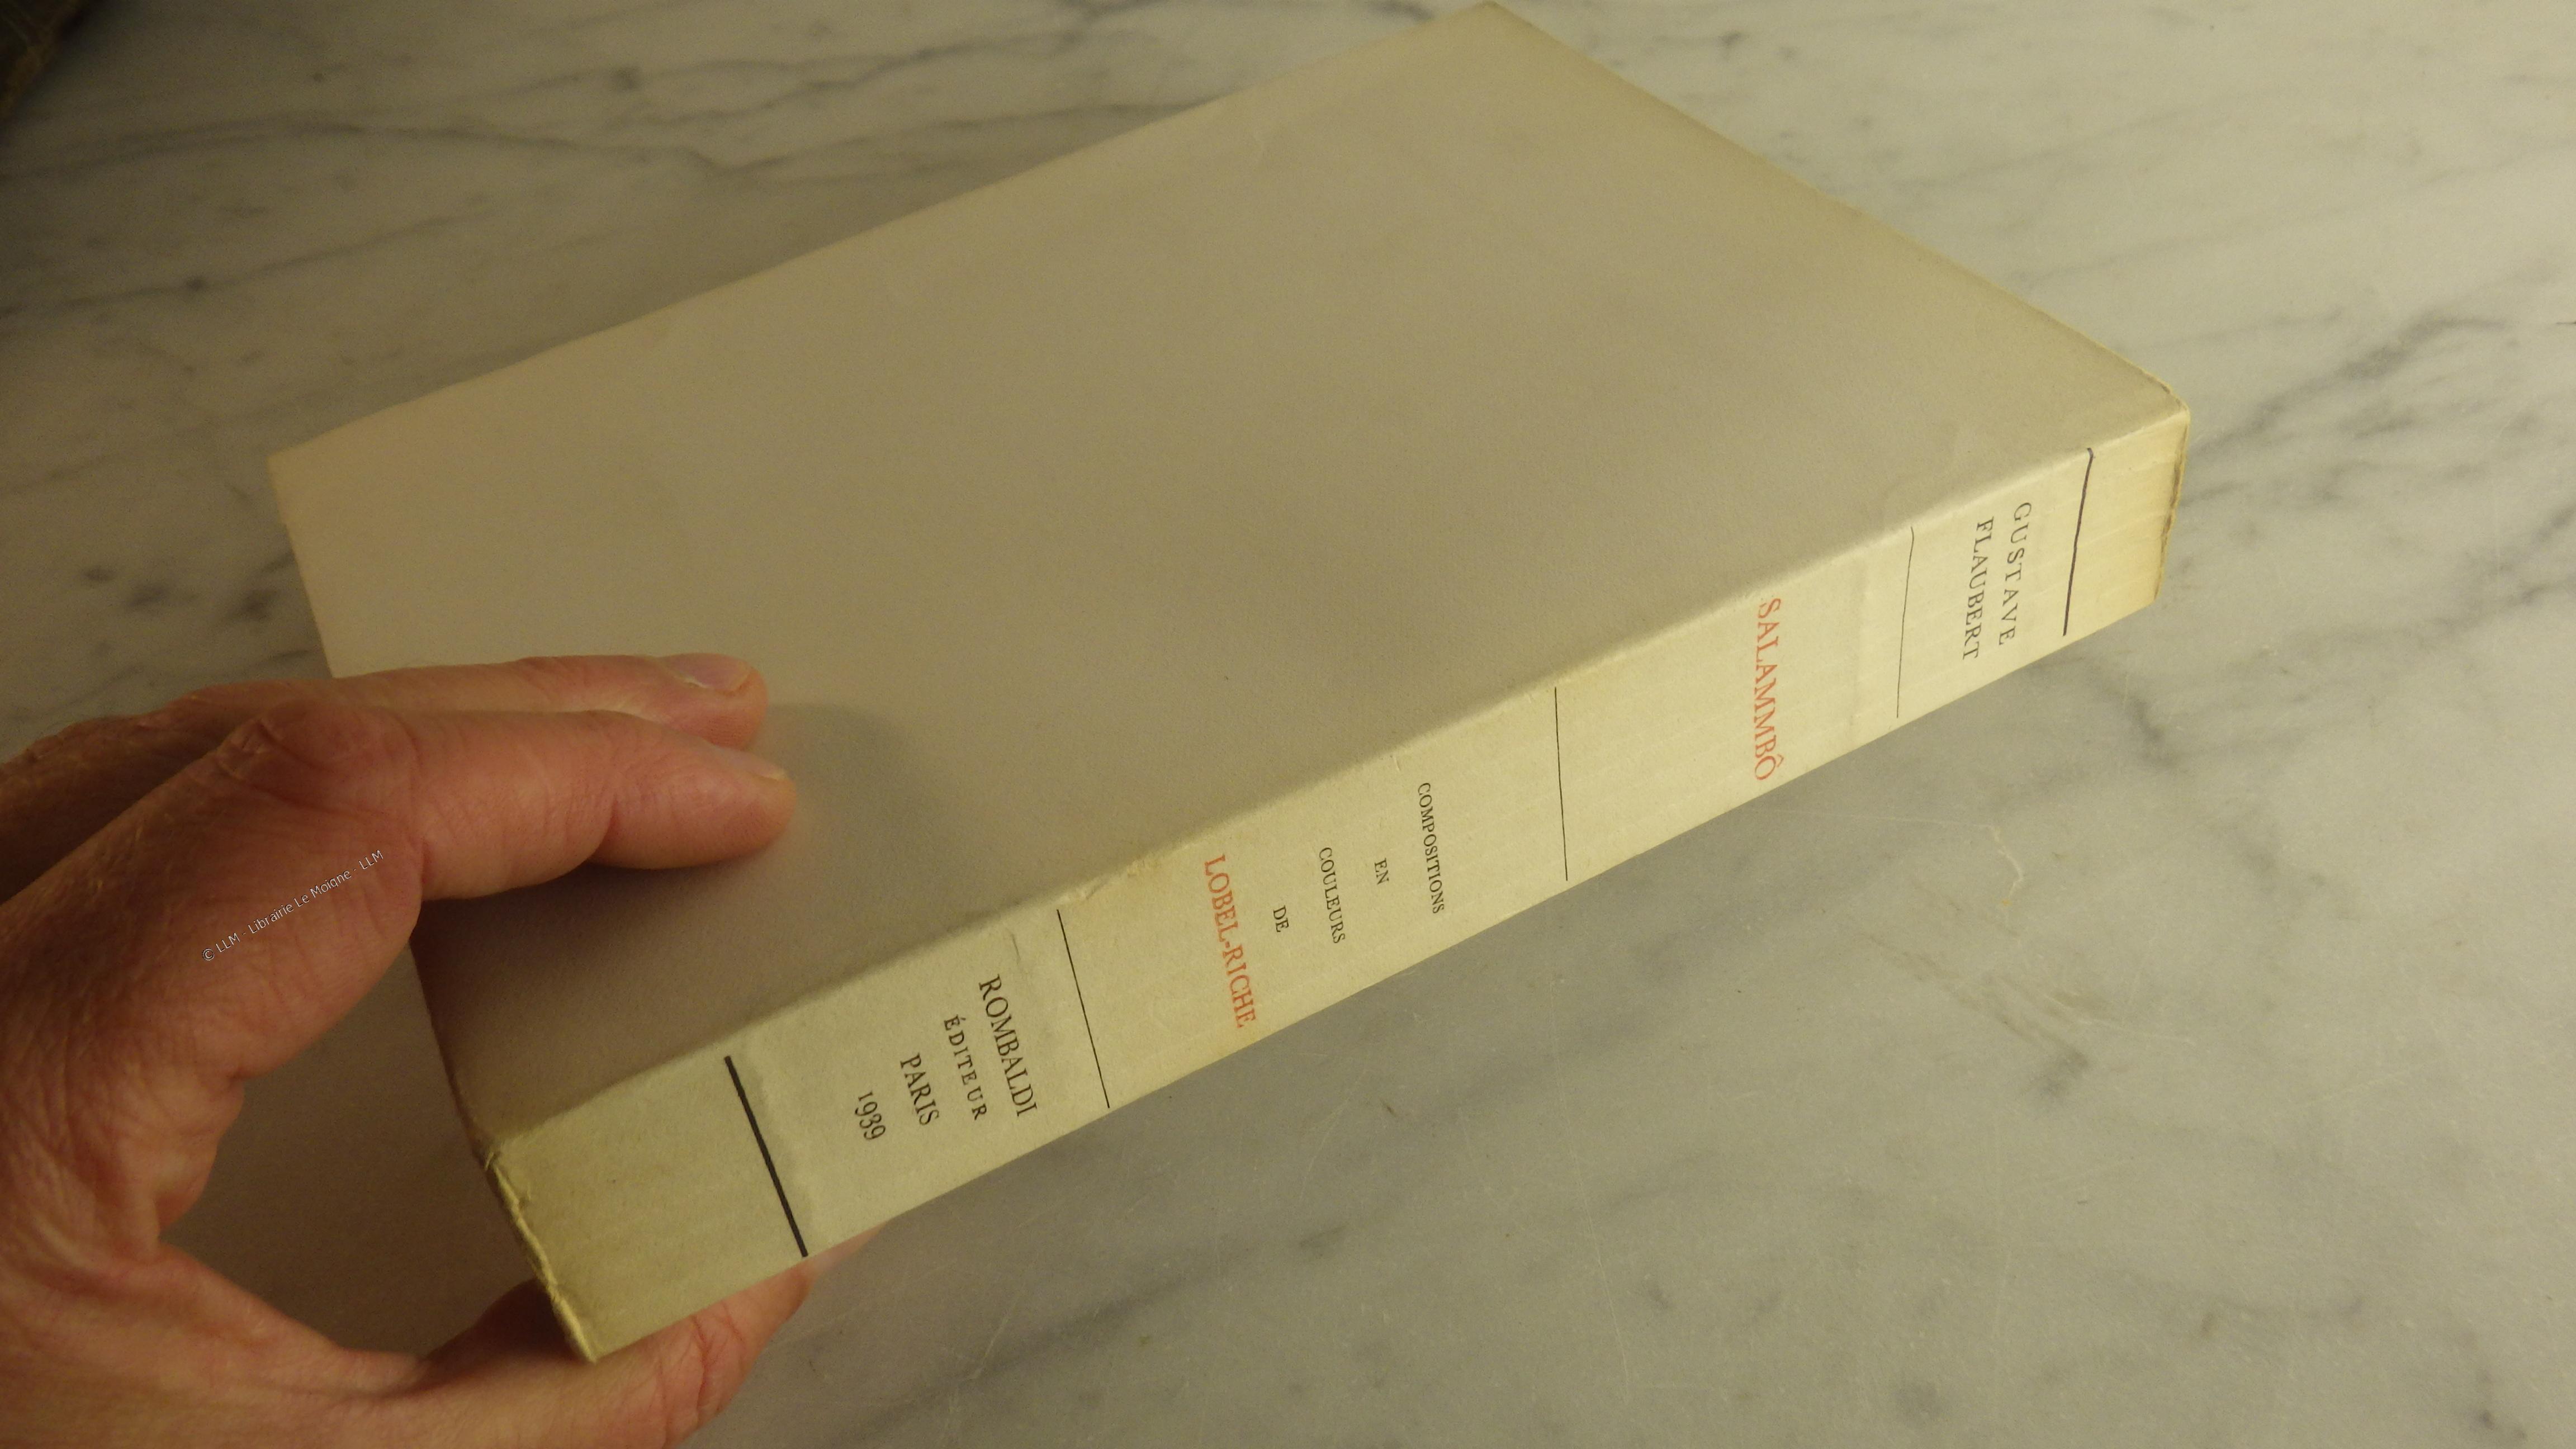 GUSTAVE
FLAUBERT
SALAMMBÔ
COMPOSITIONS
EN
COULEURS
DE
LOBEL-RICHE
ROMBALDI
ÉDITEUR
PARIS
1939
© LLM - Librairie Le Moigne - LLM